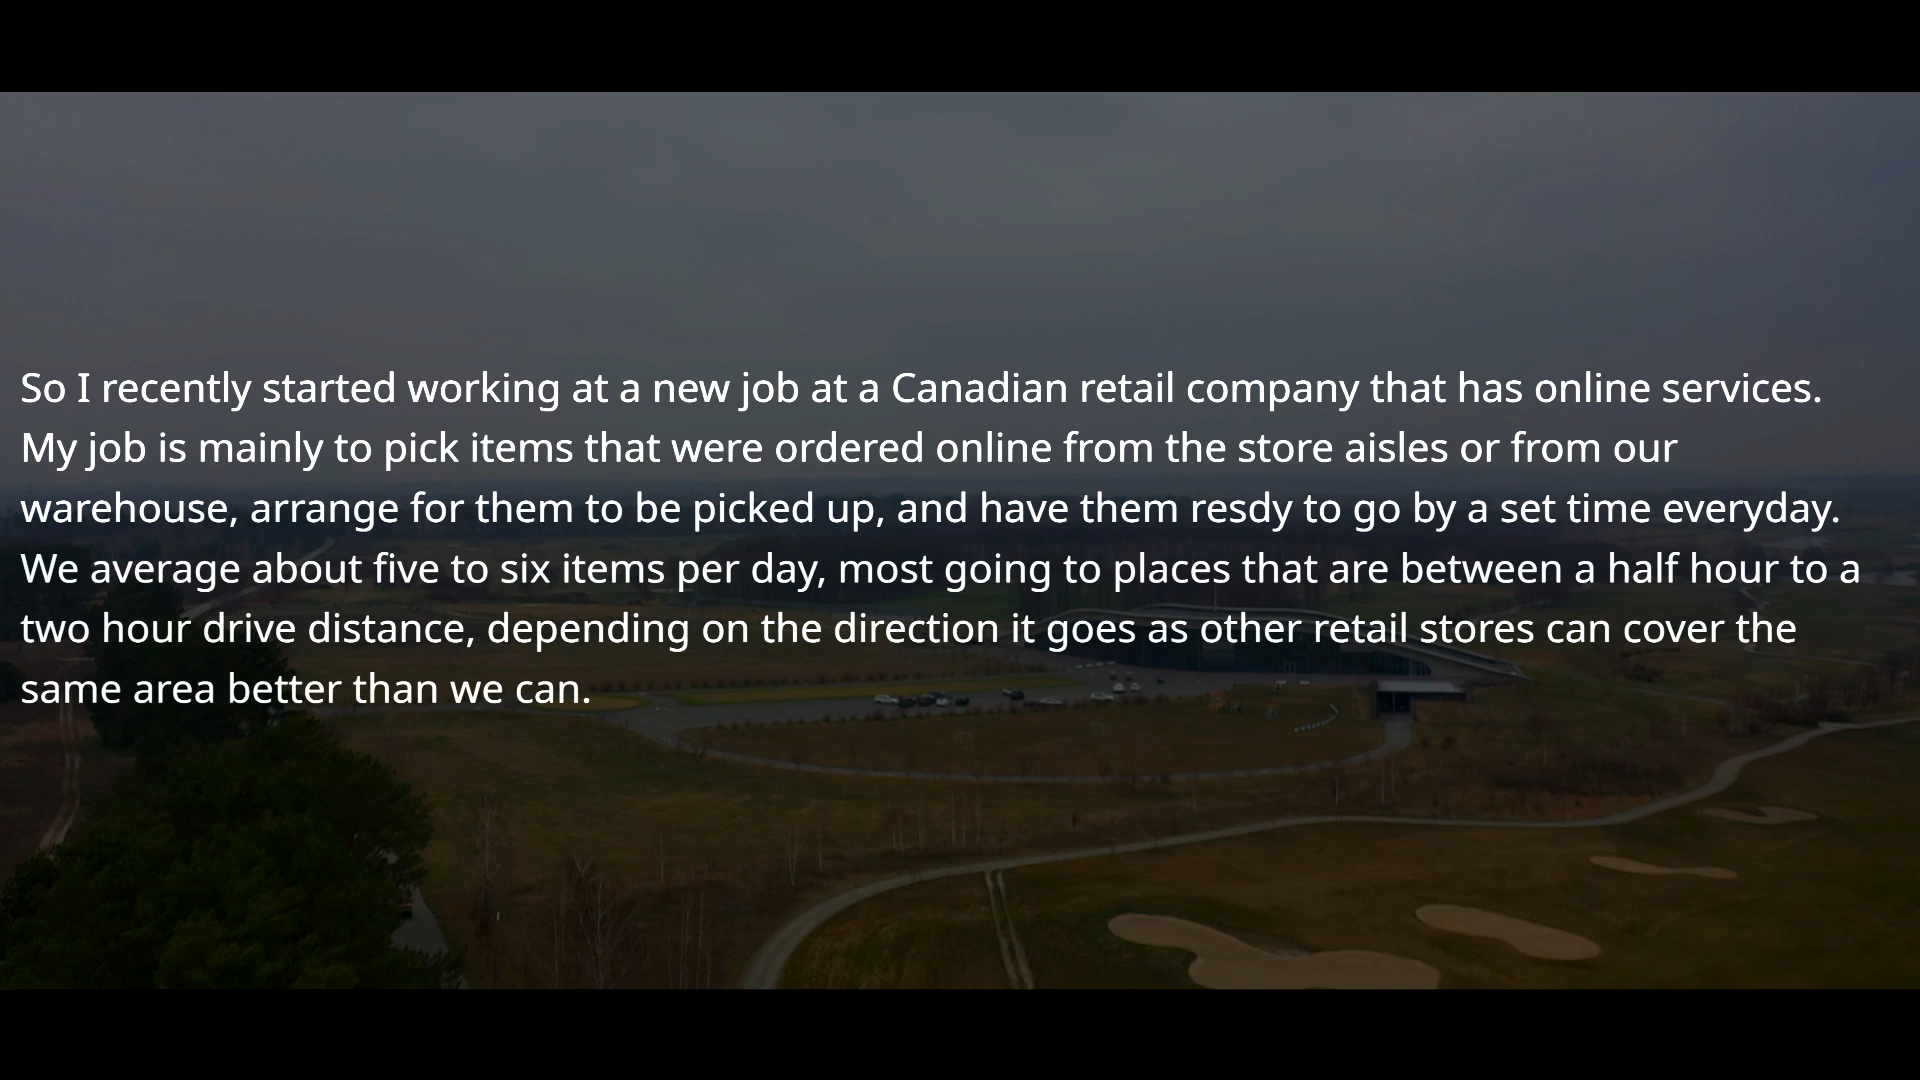 So I recently started working at a new job at a Canadian retail company that has online services.
My job is mainly to pick items that were ordered online from the store aisles or from our
warehouse, arrange for them to be picked up, and have them resdy to go by a set time everyday.
We average about five to six items per day, most going to places that are between a half hour to a
two hour drive distance, depending on the direction it goes as other retail stores can cover the
same area better than we can.